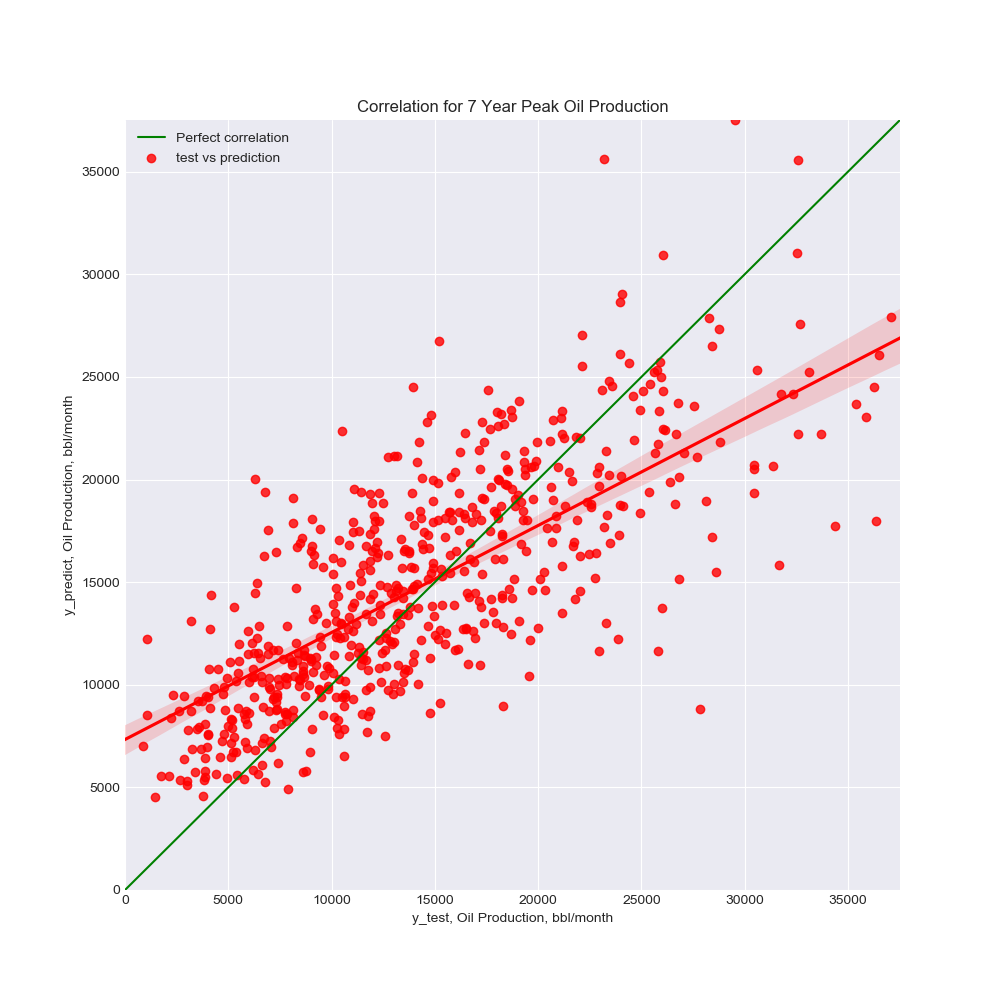 Correlation for 7 Year Peak Oil Production
Perfect correlation
test vs prediction
35000
30000
25000
20000
15000
10000
5000
0
y_predict, Oil Production, bbl/month
0 5000 10000 15000 20000 25000 30000 35000
y_test, Oil Production, bbl/month